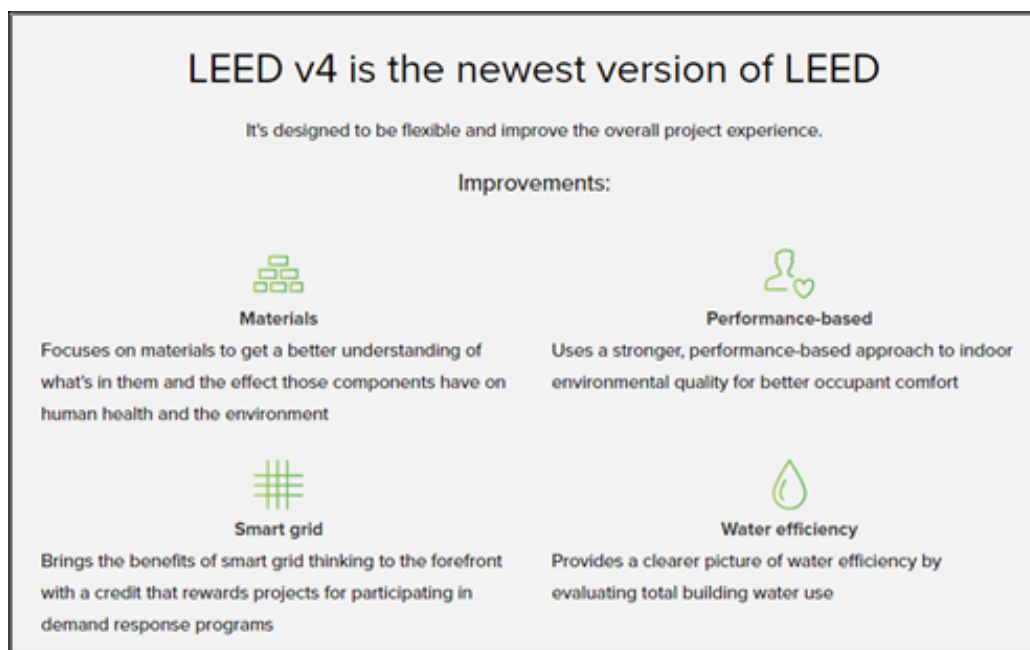 LEED v4 is the newest version of LEED
It's designed to be flexible and improve the overall project experience.
Improvements:
Materials
Focuses on materials to get a better understanding of
what's in them and the effect those components have on
human health and the environment
Performance-based
Uses a stronger, performance-based approach to indoor
environmental quality for better occupant comfort
Smart grid
Brings the benefits of smart grid thinking to the forefront
with a credit that rewards projects for participating in
demand response programs
Water efficiency
Provides a clearer picture of water efficiency by
evaluating total building water use